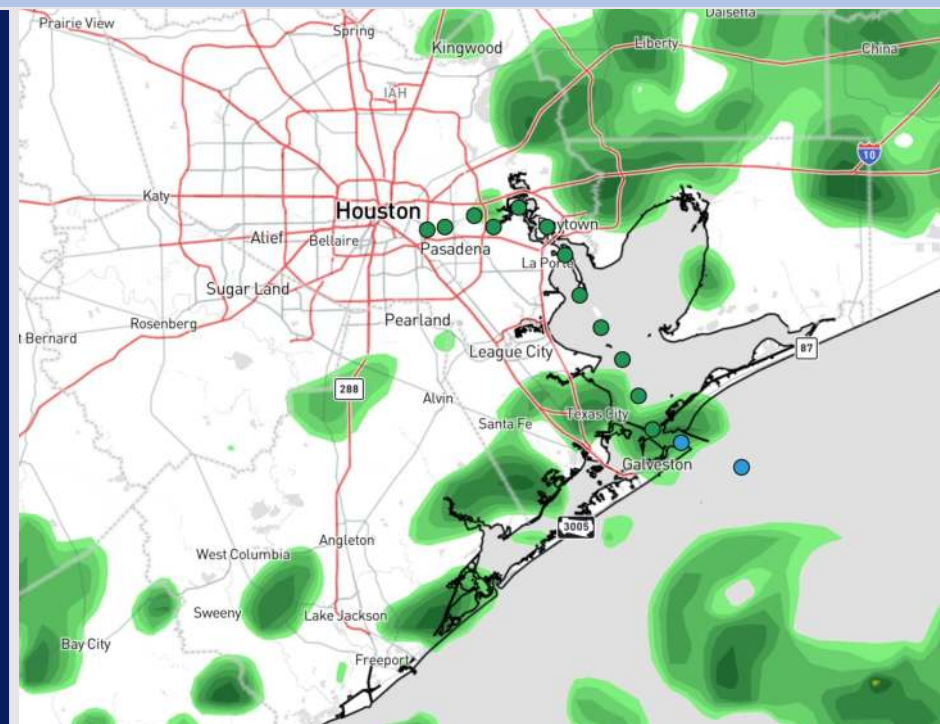 Daisetta
Prairie View
Spring
Kingwood
Liberty
China
IAH
10
Katy
Houston
ytown
Alief
Bellaire
Pasadena
La Porte
Sugar Land
Rosenberg
Pearland
t Bernard
League City
87
288
Alvin
Texas City
Santa Fe
Galveston
3005
Angleton
West Columbia
Sweeny
Lake Jackson
Bay City
Freeport